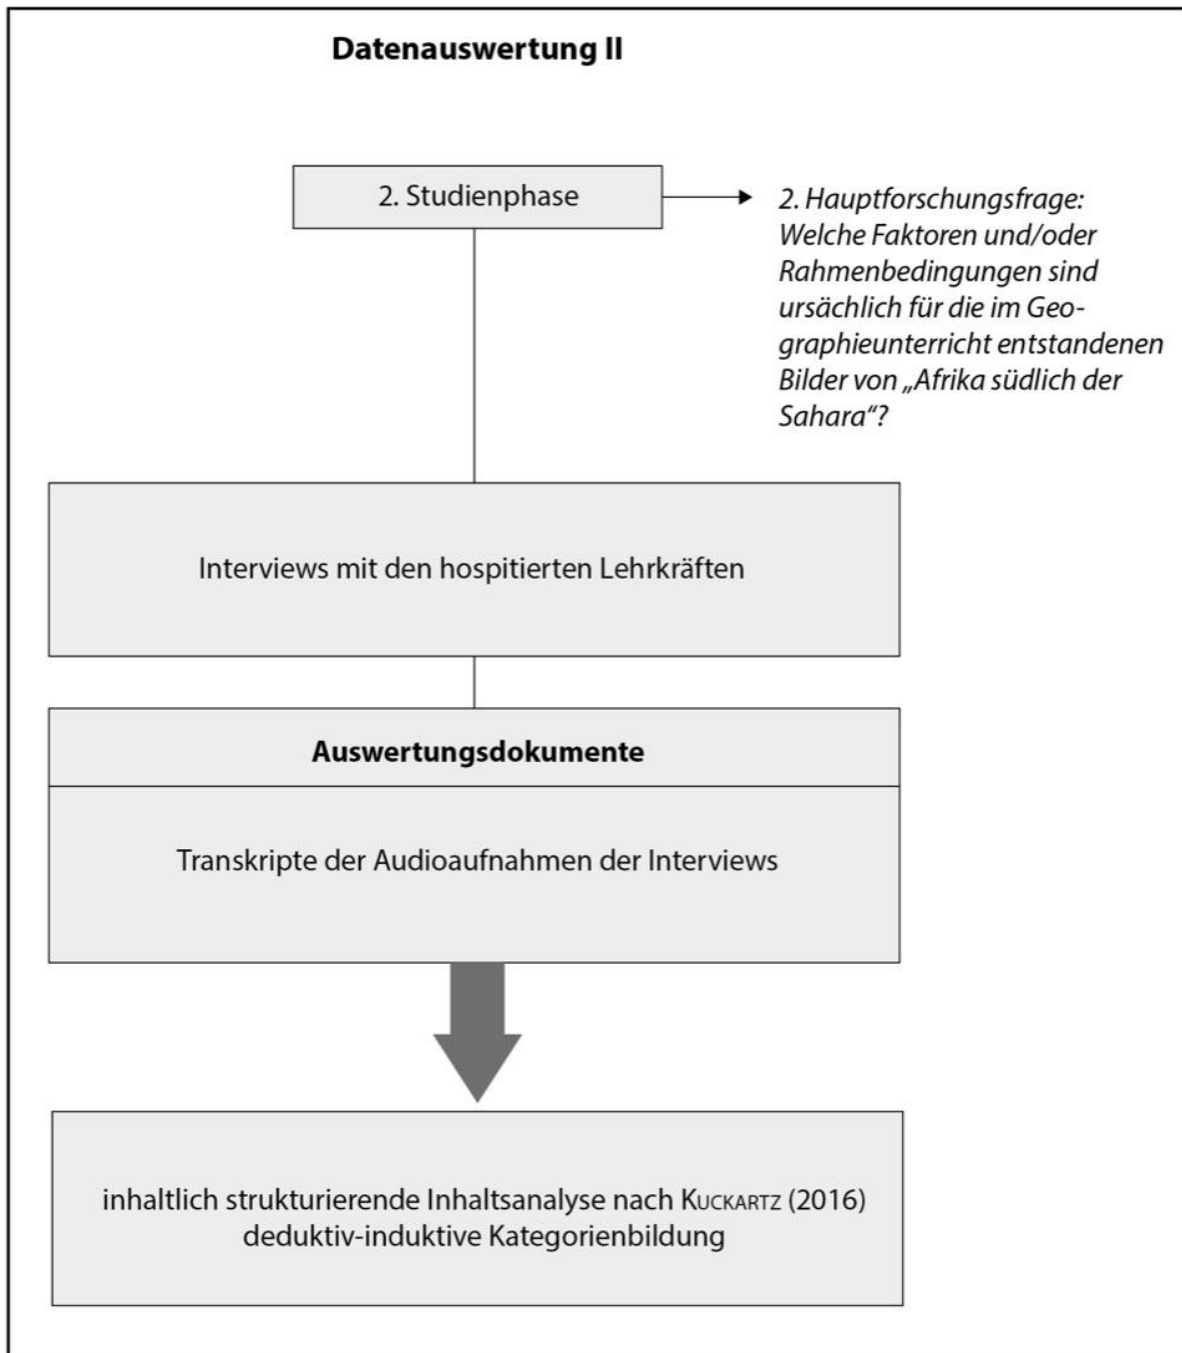 Datenauswertung II
2. Studienphase
2. Hauptforschungsfrage:
Welche Faktoren und/oder
Rahmenbedingungen sind
ursächlich für die im Geo-
graphieunterricht entstandenen
Bilder von „Afrika südlich der
Sahara“?
Interviews mit den hospitierten Lehrkräften
Auswertungsdokumente
Transkripte der Audioaufnahmen der Interviews
inhaltlich strukturierende Inhaltsanalyse nach KUCKARTZ (2016)
deduktiv-induktive Kategorienbildung